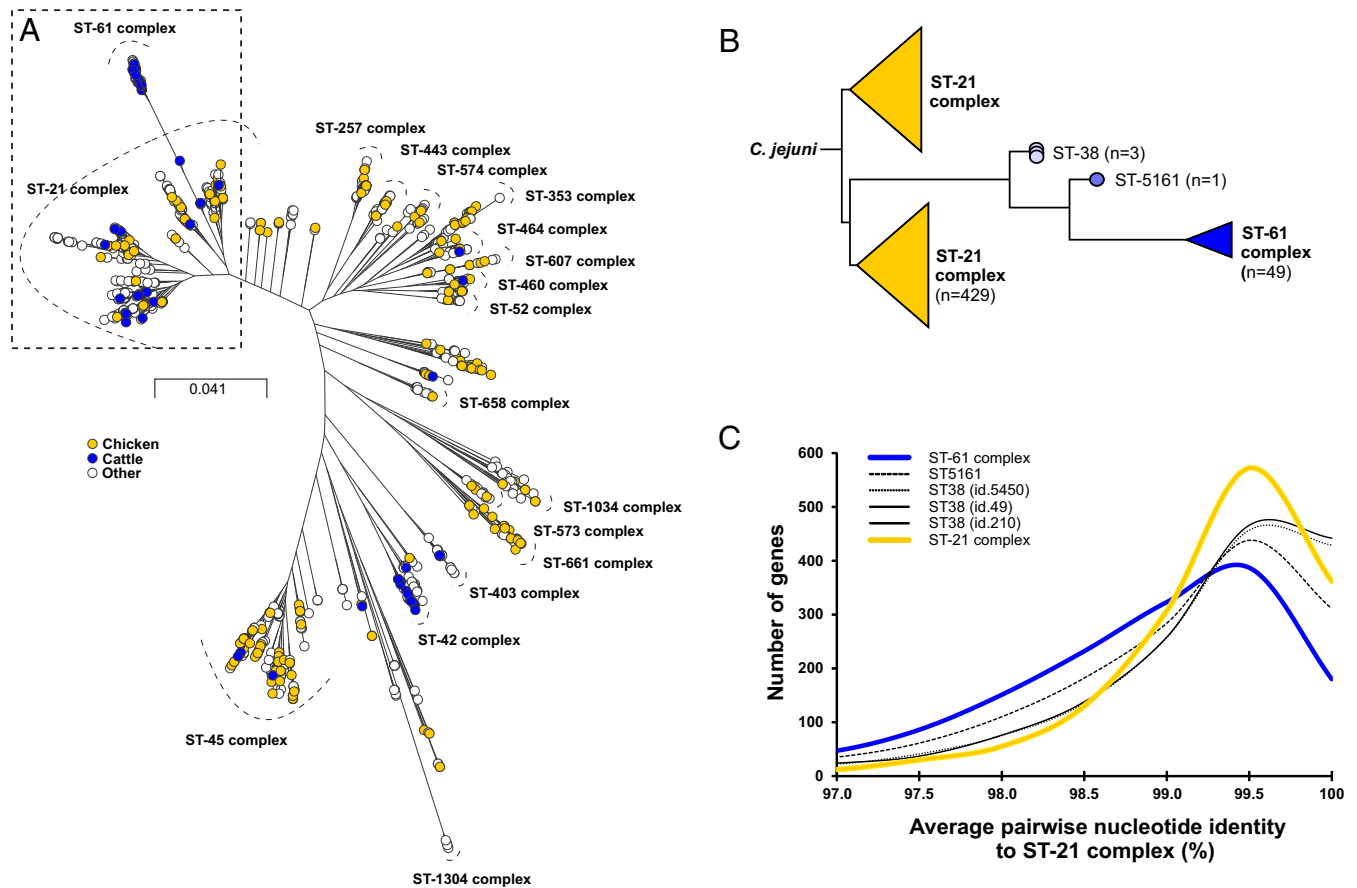 A
ST-61 complex
ST-21 complex
ST-257 complex
ST-443 complex
ST-574 complex
ST-353 complex
ST-464 complex
ST-607 complex
ST-460 complex
ST-52 complex
0.041
ST-658 complex
Chicken
Cattle
Other
ST-1034 complex
ST-573 complex
ST-661 complex
ST-403 complex
ST-42 complex
ST-45 complex
ST-1304 complex
B
C. jejuni
ST-21
complex
ST-38 (n=3)
ST-5161 (n=1)
ST-61
complex
(n=49)
ST-21
complex
(n=429)
C
Number of genes
600
500
400
300
200
100
0
ST-61 complex
ST5161
ST38 (id.5450)
ST38 (id.49)
ST38 (id.210)
ST-21 complex
97.0 97.5 98.0 98.5 99.0 99.5 100
Average pairwise nucleotide identity
to ST-21 complex (%)